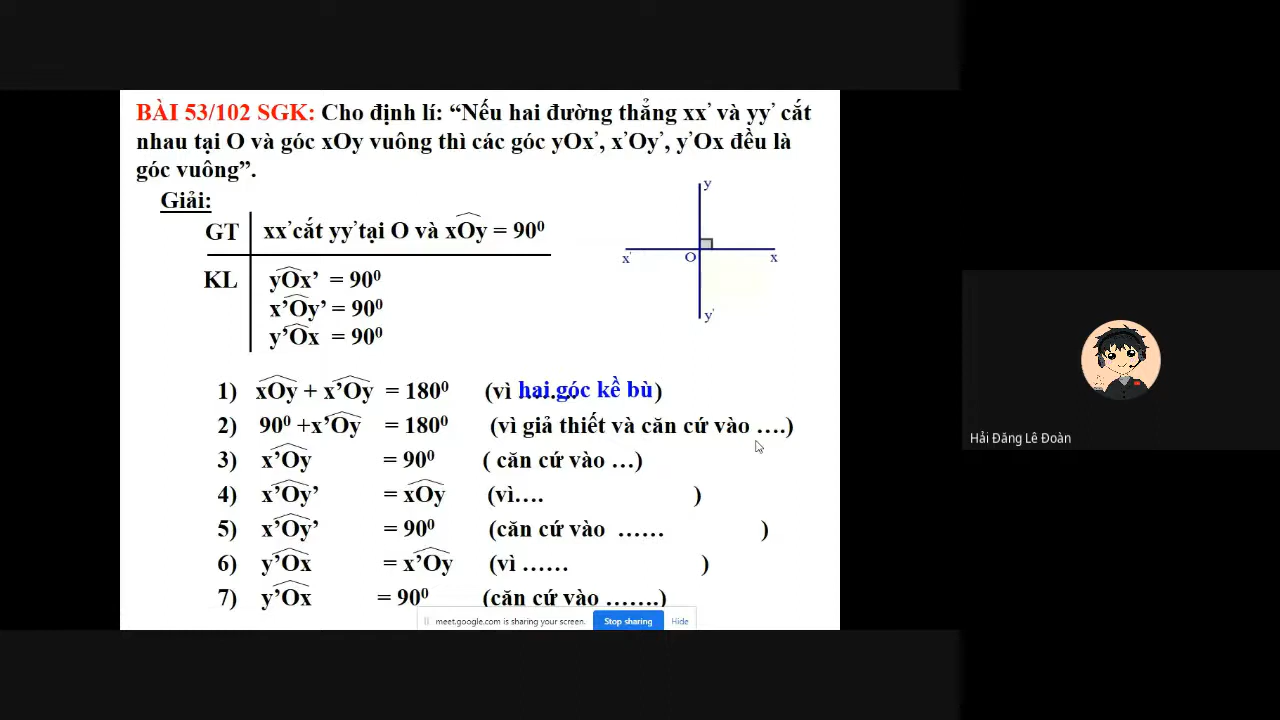 BÀI 53/102 SGK: Cho định lí: “Nếu hai đường thẳng xx’ và yy’ cắt
nhau tại O và góc xOy vuông thì các góc yOx’, x’Oy’, y’Ox đều là
góc vuông”.
Giải:
GT xx’cắt yy’tại O và xOy = 90⁰
KL yOx’ = 90⁰
x’Oy’ = 90⁰
y’Ox = 90⁰
y
x’ O x
y’
1) xOy + x’Oy = 180⁰ (vì hai góc kề bù)
2) 90⁰ +x’Oy = 180⁰ (vì giả thiết và căn cứ vào ….)
3) x’Oy = 90⁰ ( căn cứ vào …)
4) x’Oy’ = xOy (vì…. )
5) x’Oy’ = 90⁰ (căn cứ vào …… )
6) y’Ox = x’Oy (vì …… )
7) y’Ox = 90⁰ (căn cứ vào …….)
meet.google.com is sharing your screen. Stop sharing Hide
Hải Đăng Lê Đoàn